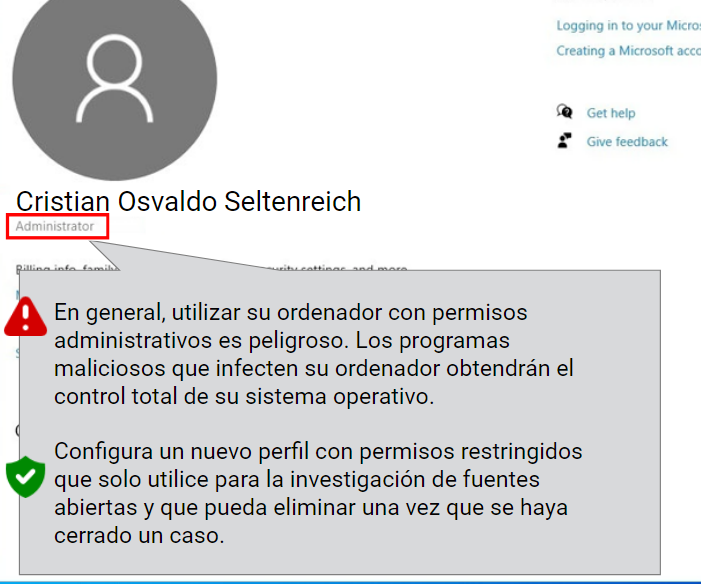 Logging in to your Micros
Creating a Microsoft acco
Get help
Give feedback
Cristian Osvaldo Seltenreich
Administrator
Billing info, family settings, and more
En general, utilizar su ordenador con permisos
administrativos es peligroso. Los programas
maliciosos que infecten su ordenador obtendrán el
control total de su sistema operativo.
Configura un nuevo perfil con permisos restringidos
que solo utilice para la investigación de fuentes
abiertas y que pueda eliminar una vez que se haya
cerrado un caso.